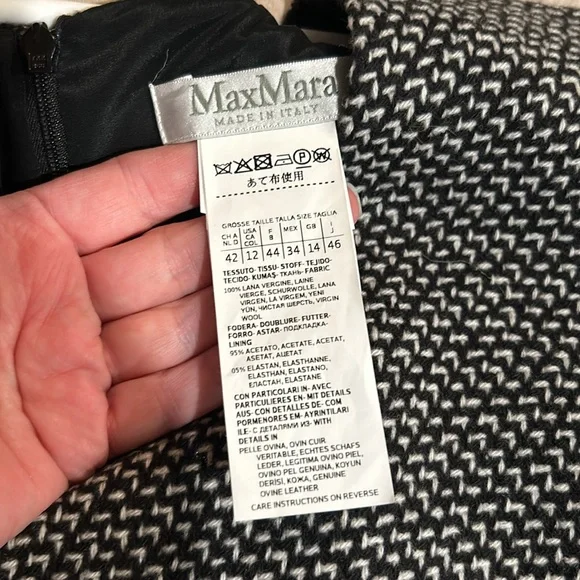 MaxMara
MADE IN ITALY
P W
あて布使用
GRÖSSE TAILLE TALLA SIZE TAGLIA
CH A NL D USA CA COL F B MEX GB I J
42 12 44 34 14 46
TESSUTO- TISSU- STOFF- TEJIDO-
TECIDO- KUMAŞ- ТКАНЬ- FABRIC
100% LANA VERGINE, LAINE
VIERGE, SCHURWOLLE, LANA
VIRGEN, LA VIRGEM, YENI
YÜN, ЧИСТАЯ ШЕРСТЬ, VIRGIN
WOOL
FODERA- DOUBLURE- FUTTER-
FORRO- ASTAR- ПОДКЛАДКА-
LINING
95% ACETATO, ACETATE, ACETAT,
ASETAT, АЦЕТАТ
05% ELASTAN, ELASTHANNE,
ELASTHAN, ELASTANO,
ЕЛАСТАН, ELASTANE
CON PARTICOLARI IN- AVEC
PARTICULIERES EN- MIT DETAILS
AUS- CON DETALLES DE- COM
PORMENORES EM- AYRINTILARI
ILE- С ДЕТАЛЯМИ ИЗ- WITH
DETAILS IN
PELLE OVINA, OVIN CUIR
VERITABLE, ECHTES SCHAFS
LEDER, LEGITIMA OVINO PIEL,
OVINO PEL GENUINA, KOYUN
DERISI, КОЖА, GENUINE
OVINE LEATHER
CARE INSTRUCTIONS ON REVERSE